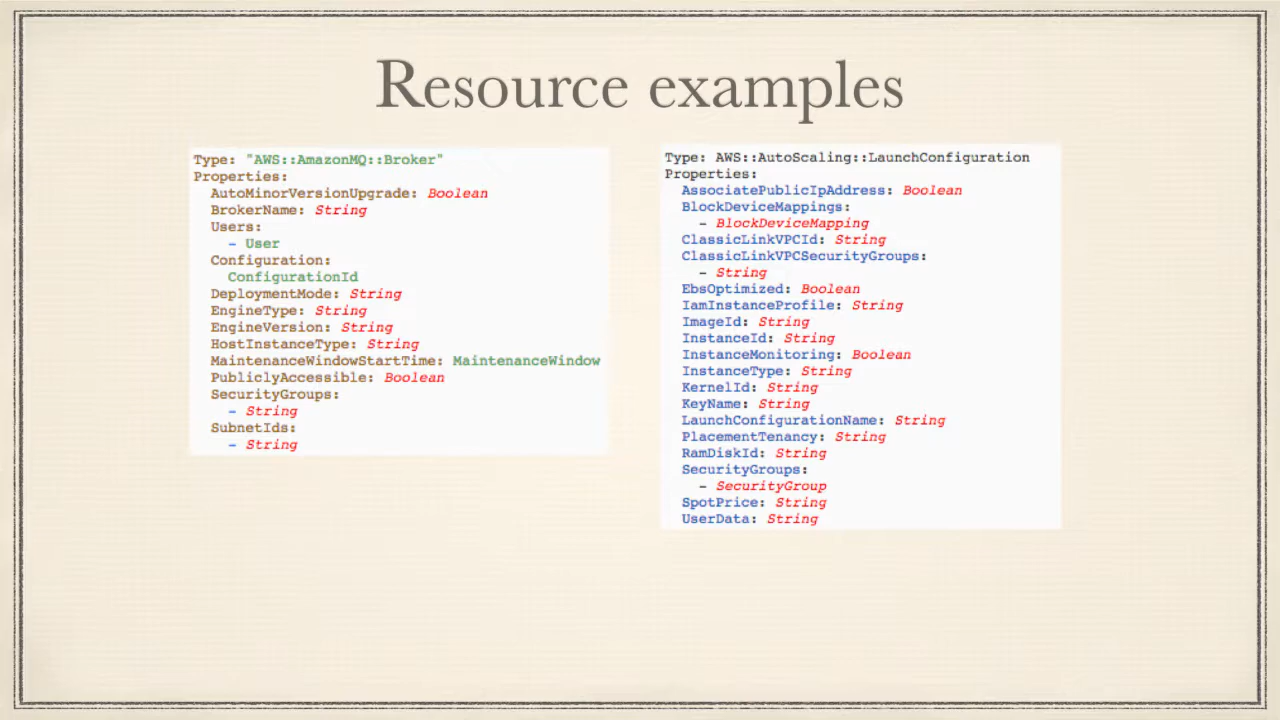 Resource examples
Type: "AWS::AmazonMQ::Broker"
Properties:
  AutoMinorVersionUpgrade: Boolean
  BrokerName: String
  Users:
    - User
  Configuration:
    ConfigurationId
  DeploymentMode: String
  EngineType: String
  EngineVersion: String
  HostInstanceType: String
  MaintenanceWindowStartTime: MaintenanceWindow
  PubliclyAccessible: Boolean
  SecurityGroups:
    - String
  SubnetIds:
    - String
Type: AWS::AutoScaling::LaunchConfiguration
Properties:
  AssociatePublicIpAddress: Boolean
  BlockDeviceMappings:
    - BlockDeviceMapping
  ClassicLinkVPCId: String
  ClassicLinkVPCSecurityGroups:
    - String
  EbsOptimized: Boolean
  IamInstanceProfile: String
  ImageId: String
  InstanceId: String
  InstanceMonitoring: Boolean
  InstanceType: String
  KernelId: String
  KeyName: String
  LaunchConfigurationName: String
  PlacementTenancy: String
  RamDiskId: String
  SecurityGroups:
    - SecurityGroup
  SpotPrice: String
  UserData: String